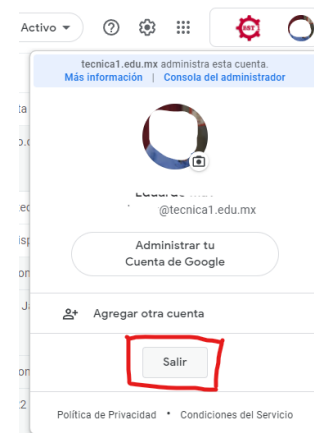 Activo
tecnica1.edu.mx administra esta cuenta.
Más información | Consola del administrador
@tecnica1.edu.mx
Administrar tu
Cuenta de Google
Agregar otra cuenta
Salir
Política de Privacidad • Condiciones del Servicio